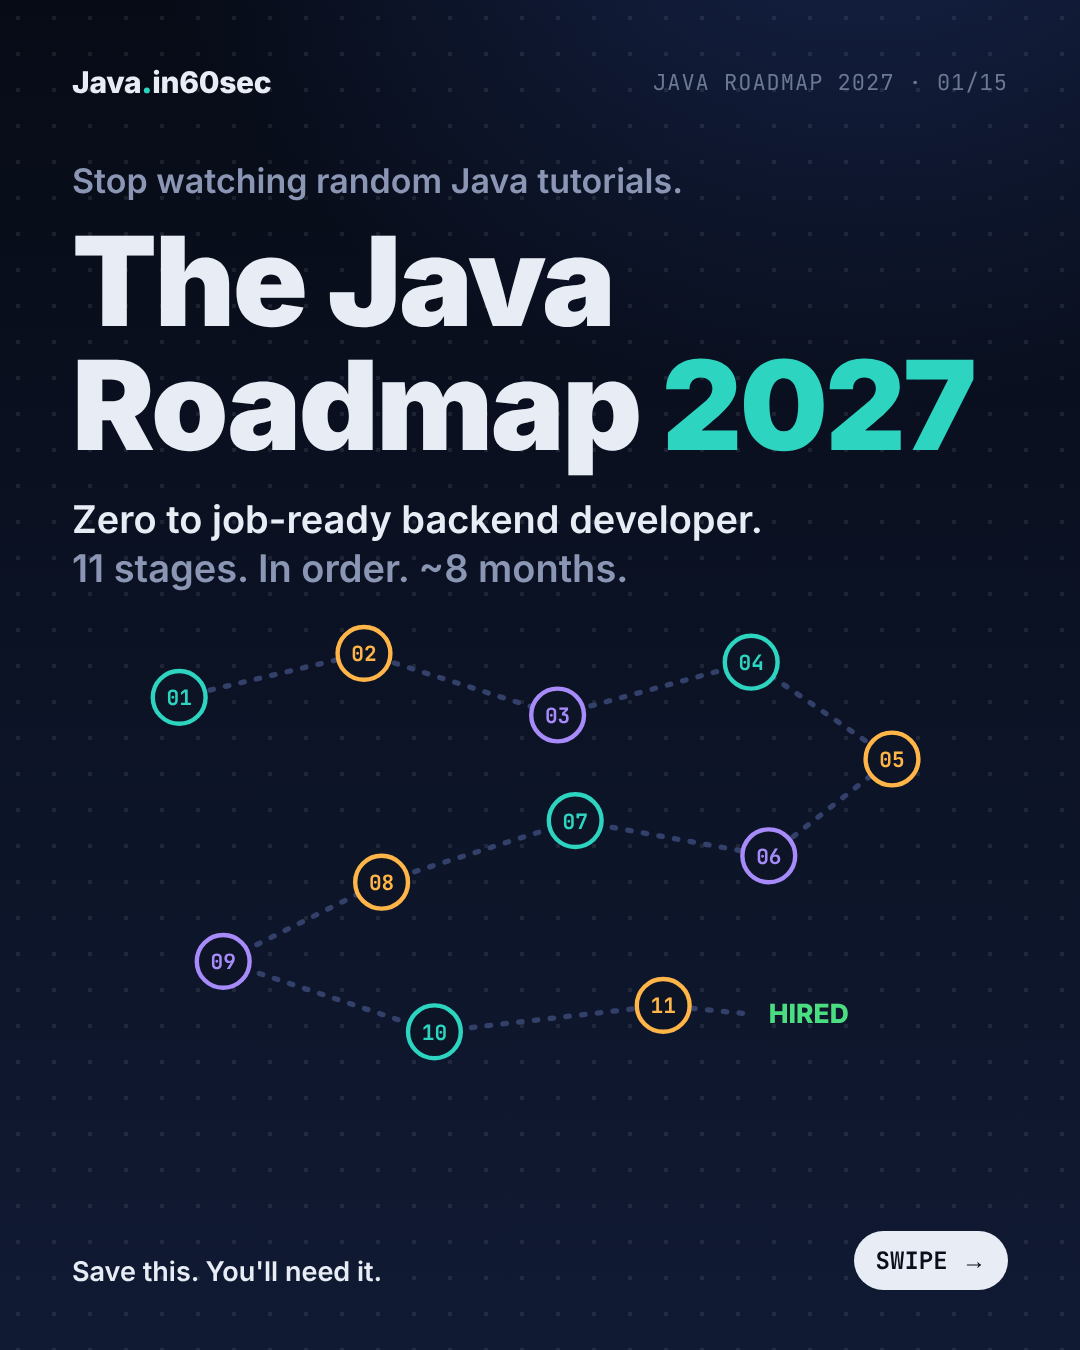 Java.in60sec
JAVA ROADMAP 2027 · 01/15
Stop watching random Java tutorials.
The Java
Roadmap 2027
Zero to job-ready backend developer.
11 stages. In order. ~8 months.
01
02
03
04
05
06
07
08
09
10
11
HIRED
Save this. You'll need it.
SWIPE →